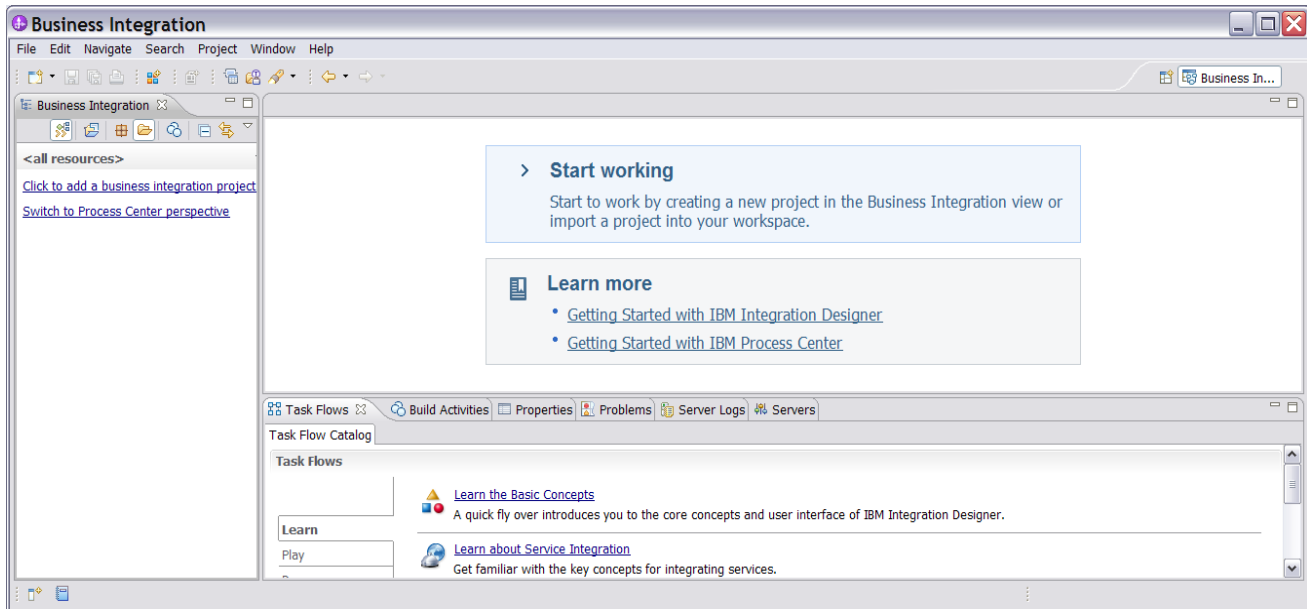 Business Integration
File Edit Navigate Search Project Window Help
Business In...
Business Integration
<all resources>
Click to add a business integration project
Switch to Process Center perspective
Start working
Start to work by creating a new project in the Business Integration view or
import a project into your workspace.
Learn more
• Getting Started with IBM Integration Designer
• Getting Started with IBM Process Center
Task Flows Build Activities Properties Problems Server Logs Servers
Task Flow Catalog
Task Flows
Learn the Basic Concepts
A quick fly over introduces you to the core concepts and user interface of IBM Integration Designer.
Learn
Learn about Service Integration
Play
Get familiar with the key concepts for integrating services.